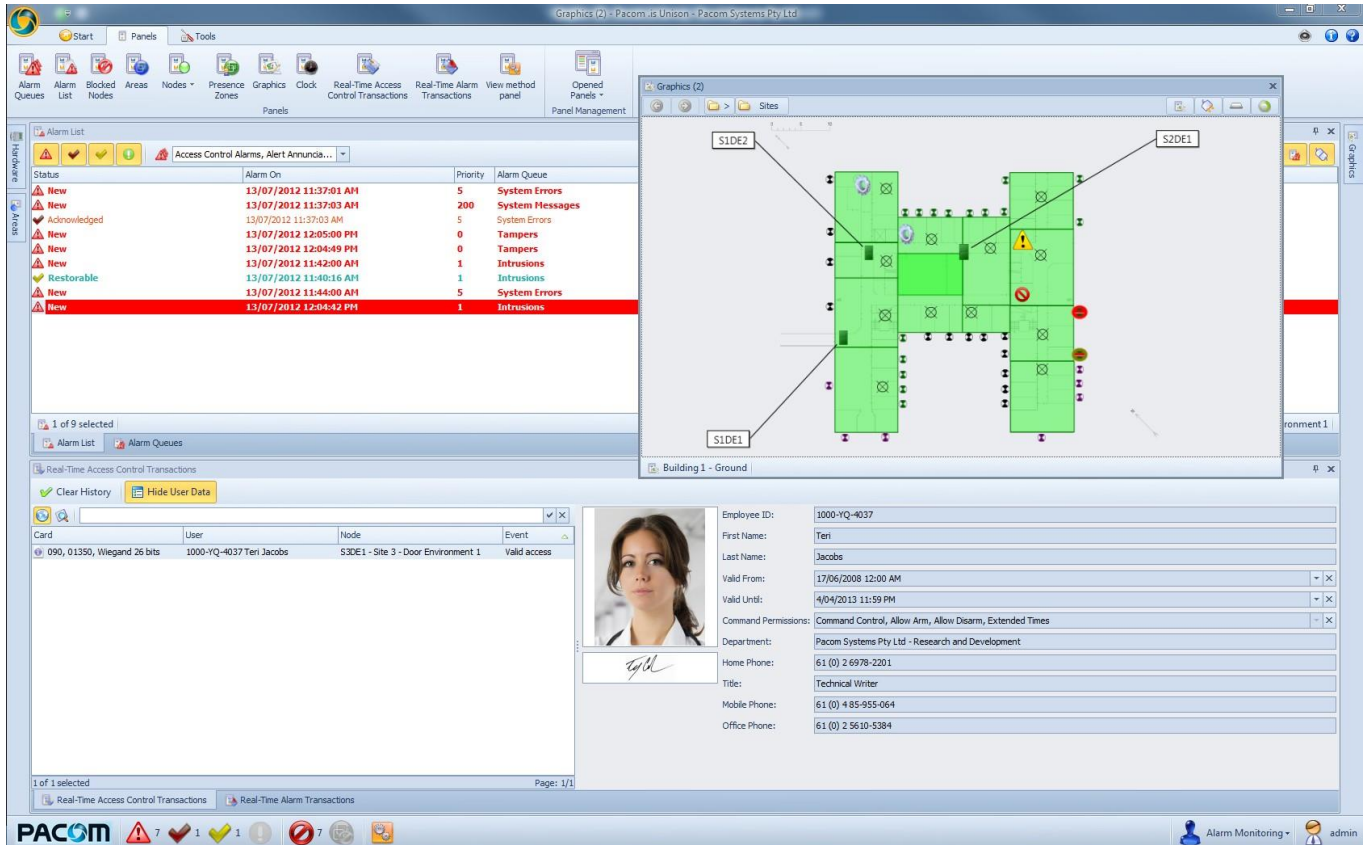 Graphics (2) - Pacom .is Unison - Pacom Systems Pty Ltd
Start Panels Tools
Alarm Queues
Alarm List
Blocked Nodes
Areas
Nodes
Presence Zones
Graphics
Clock
Real-Time Access Control Transactions
Real-Time Alarm Transactions
View method panel
Opened Panels
Panels
Panel Management
Hardware
Areas
Graphics
Alarm List
Access Control Alarms, Alert Annuncia...
Status Alarm On Priority Alarm Queue
New 13/07/2012 11:37:01 AM 5 System Errors
New 13/07/2012 11:37:03 AM 200 System Messages
Acknowledged 13/07/2012 11:37:03 AM 5 System Errors
New 13/07/2012 12:05:00 PM 0 Tampers
New 13/07/2012 12:04:49 PM 0 Tampers
New 13/07/2012 11:42:00 AM 1 Intrusions
Restorable 13/07/2012 11:40:16 AM 1 Intrusions
New 13/07/2012 11:44:00 AM 5 System Errors
New 13/07/2012 12:04:42 PM 1 Intrusions
1 of 9 selected
ronment 1
Alarm List Alarm Queues
Graphics (2)
> Sites
S1DE2
S2DE1
S1DE1
Building 1 - Ground
Real-Time Access Control Transactions
Clear History Hide User Data
Card User Node Event
090, 01350, Wiegand 26 bits 1000-YQ-4037 Teri Jacobs S3DE1 - Site 3 - Door Environment 1 Valid access
Employee ID: 1000-YQ-4037
First Name: Teri
Last Name: Jacobs
Valid From: 17/06/2008 12:00 AM
Valid Until: 4/04/2013 11:59 PM
Command Permissions: Command Control, Allow Arm, Allow Disarm, Extended Times
Department: Pacom Systems Pty Ltd - Research and Development
Home Phone: 61 (0) 2 6978-2201
Title: Technical Writer
Mobile Phone: 61 (0) 4 85-955-064
Office Phone: 61 (0) 2 5610-5384
1 of 1 selected Page: 1/1
Real-Time Access Control Transactions Real-Time Alarm Transactions
PACOM 7 1 1 7 Alarm Monitoring admin